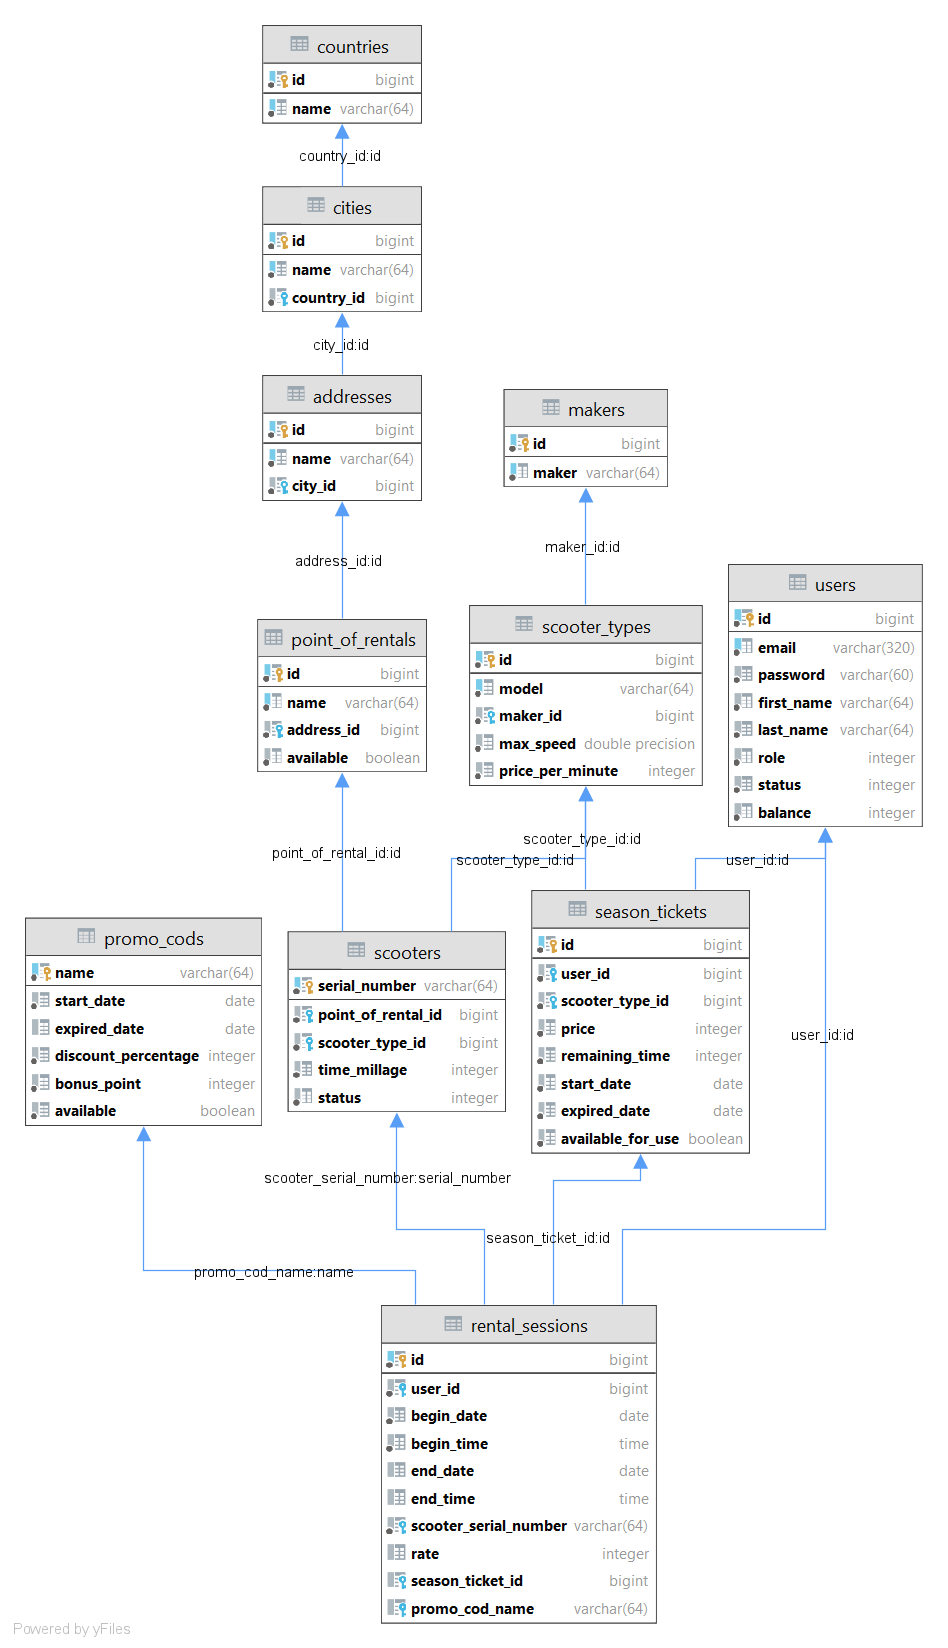 countries
id bigint
name varchar(64)
country_id:id
cities
id bigint
name varchar(64)
country_id bigint
city_id:id
addresses
id bigint
name varchar(64)
city_id bigint
address_id:id
makers
id bigint
maker varchar(64)
maker_id:id
point_of_rentals
id bigint
name varchar(64)
address_id bigint
available boolean
scooter_types
id bigint
model varchar(64)
maker_id bigint
max_speed double precision
price_per_minute integer
users
id bigint
email varchar(320)
password varchar(60)
first_name varchar(64)
last_name varchar(64)
role integer
status integer
balance integer
point_of_rental_id:id
scooter_type_id:id
scooter_type_id:id
user_id:id
promo_cods
name varchar(64)
start_date date
expired_date date
discount_percentage integer
bonus_point integer
available boolean
scooters
serial_number varchar(64)
point_of_rental_id bigint
scooter_type_id bigint
time_millage integer
status integer
season_tickets
id bigint
user_id bigint
scooter_type_id bigint
price integer
remaining_time integer
start_date date
expired_date date
available_for_use boolean
user_id:id
scooter_serial_number:serial_number
season_ticket_id:id
promo_cod_name:name
rental_sessions
id bigint
user_id bigint
begin_date date
begin_time time
end_date date
end_time time
scooter_serial_number varchar(64)
rate integer
season_ticket_id bigint
promo_cod_name varchar(64)
Powered by yFiles